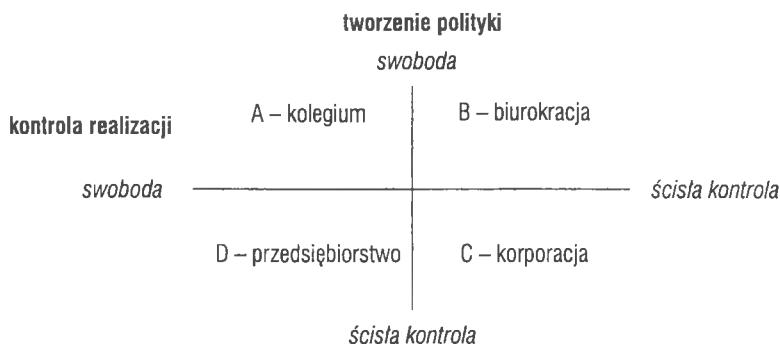 tworzenie polityki
swoboda
A – kolegium B – biurokracja
kontrola realizacji
swoboda ścisła kontrola
D – przedsiębiorstwo C – korporacja
ścisła kontrola